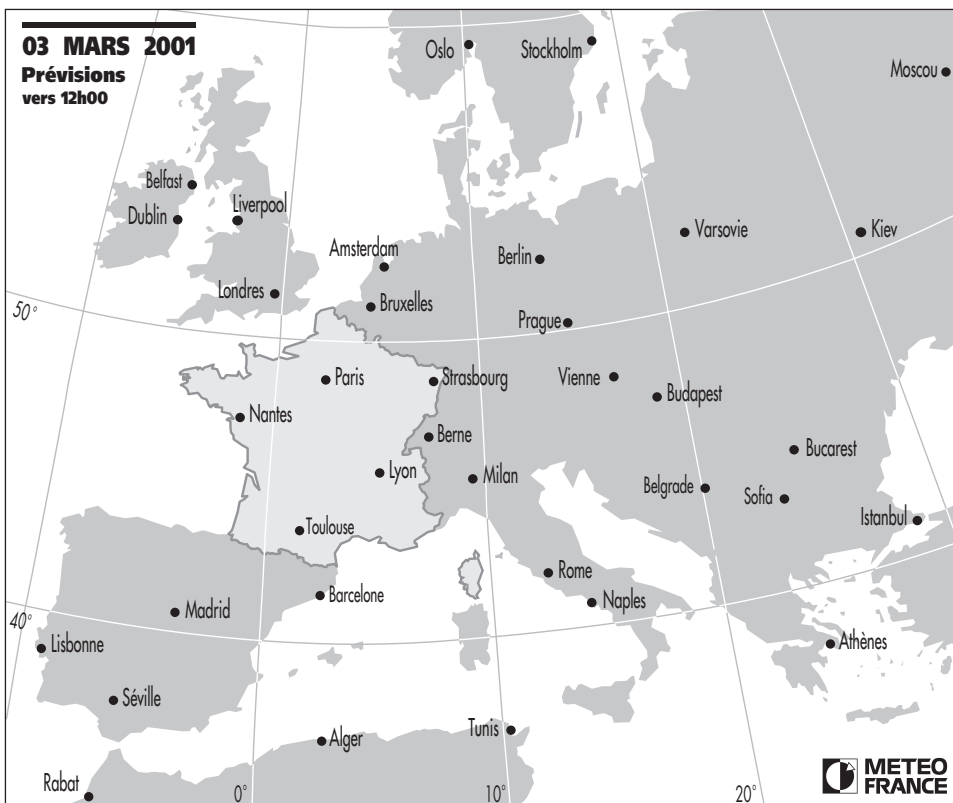 03 MARS 2001
Prévisions
vers 12h00
Oslo
Stockholm
Moscou
Belfast
Dublin
Liverpool
Varsovie
Kiev
Amsterdam
Berlin
Londres
Bruxelles
50°
Prague
Paris
Strasbourg
Vienne
Budapest
Nantes
Berne
Bucarest
Lyon
Milan
Belgrade
Sofia
Istanbul
Toulouse
Rome
Barcelone
Naples
Madrid
40°
Lisbonne
Athènes
Séville
Alger
Tunis
Rabat
0°
10°
20°
METEO
FRANCE